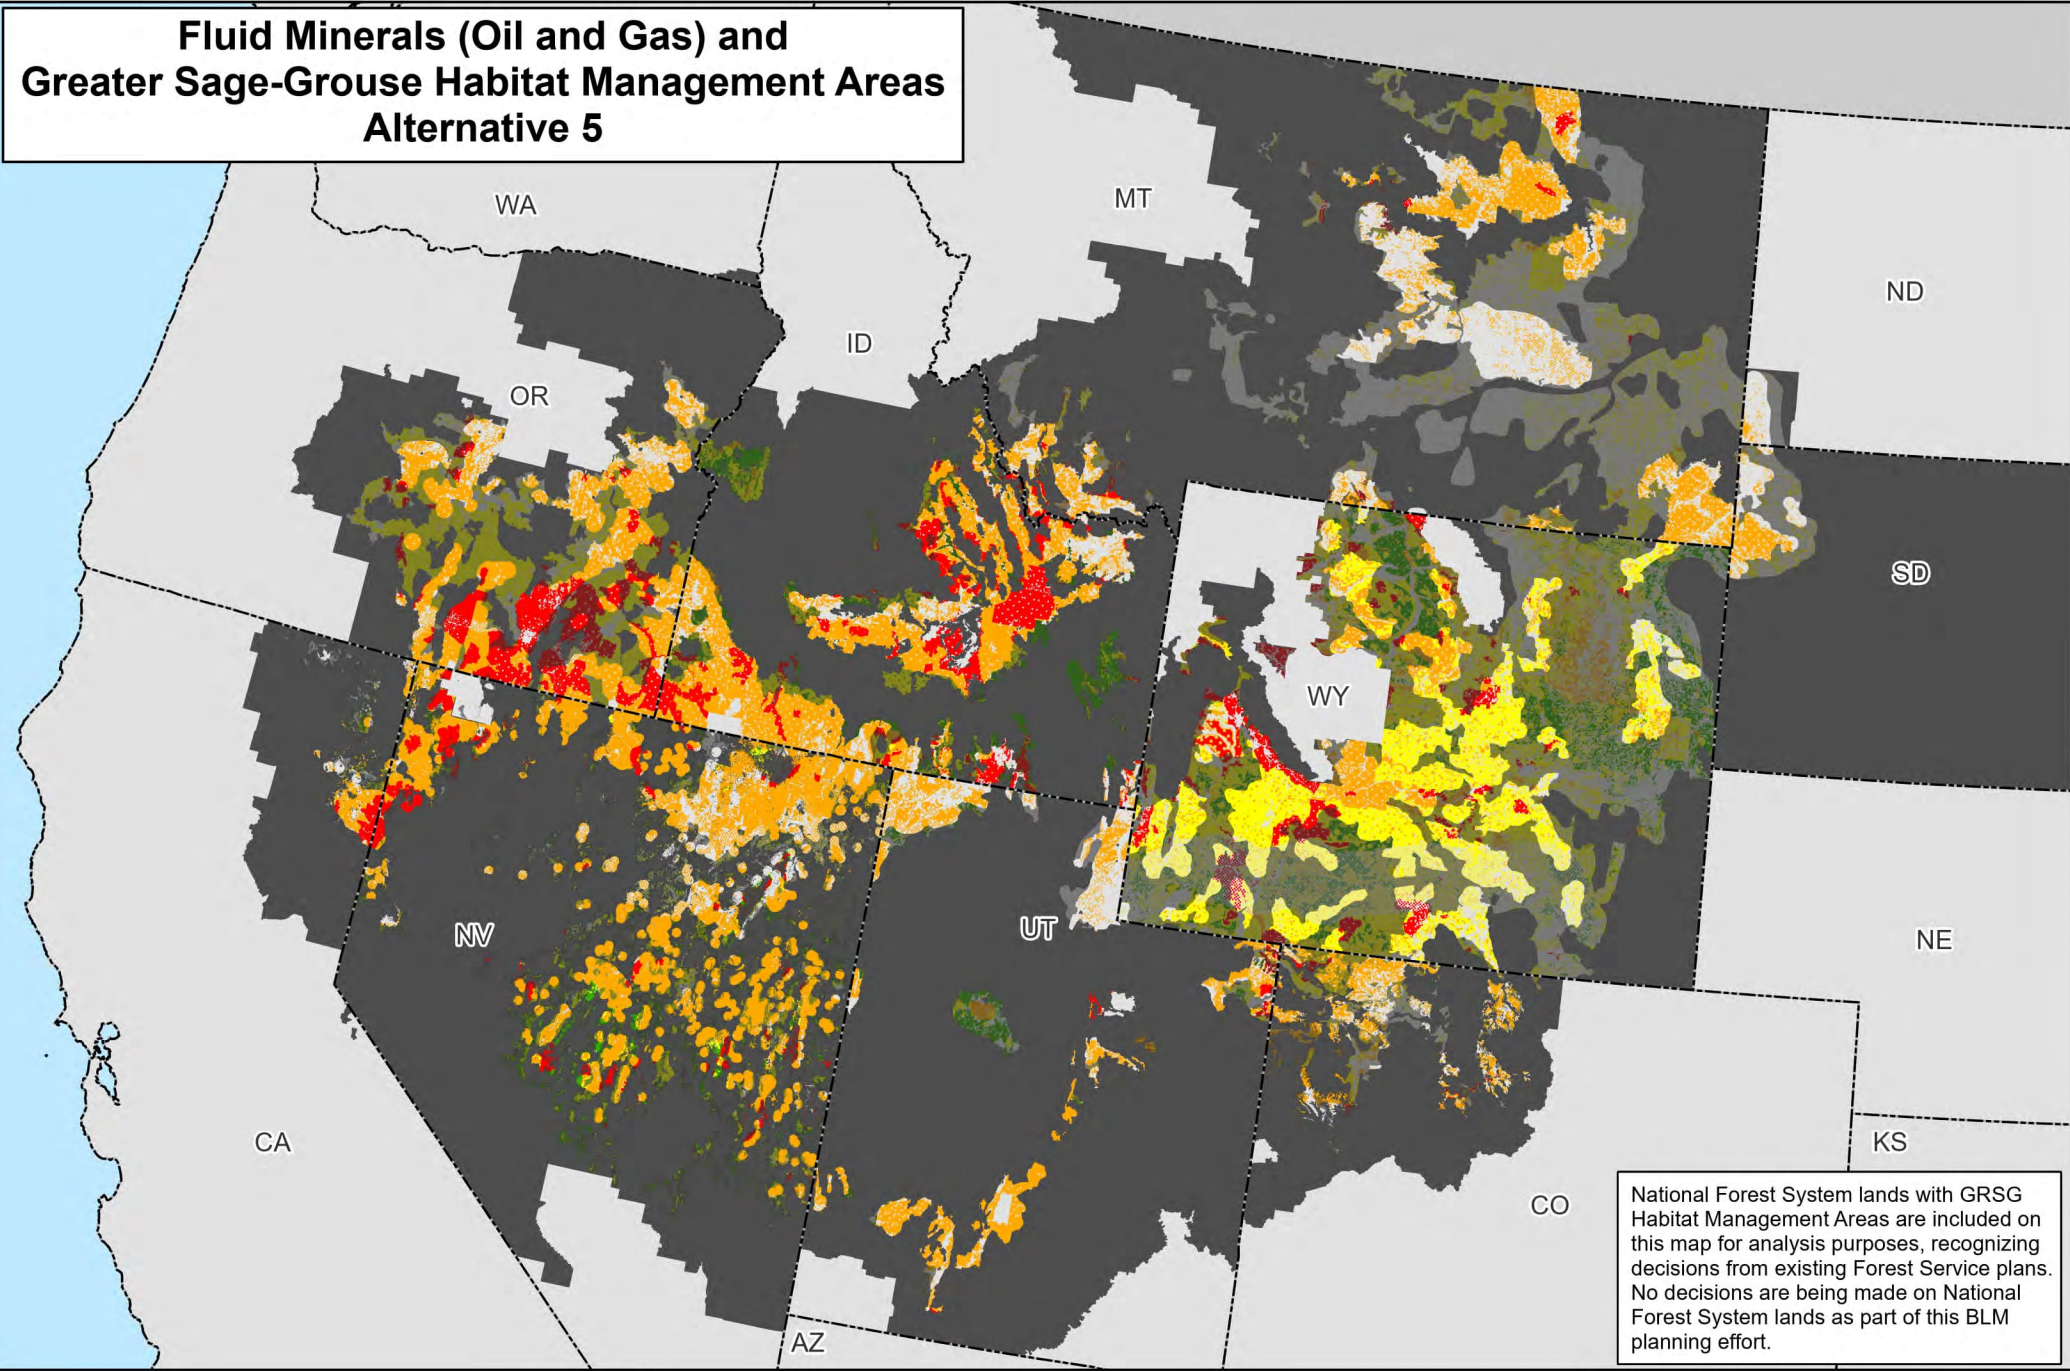 Fluid Minerals (Oil and Gas) and
Greater Sage-Grouse Habitat Management Areas
Alternative 5
WA
MT
ND
ID
OR
SD
WY
NV
UT
NE
CA
CO
KS
AZ
National Forest System lands with GRSG
Habitat Management Areas are included on
this map for analysis purposes, recognizing
decisions from existing Forest Service plans.
No decisions are being made on National
Forest System lands as part of this BLM
planning effort.